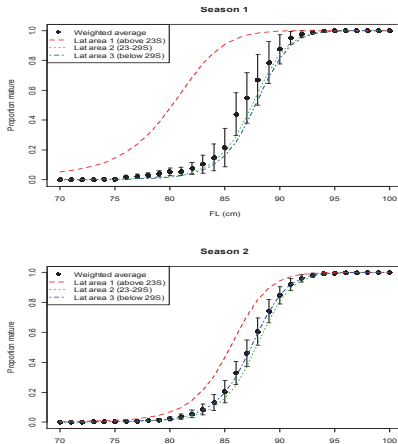 Season 1
Weighted average
Lat area 1 (above 23S)
Lat area 2 (23-29S)
Lat area 3 (below 29S)
Proportion mature
0.0 0.2 0.4 0.6 0.8 1.0
70 75 80 85 90 95 100
FL (cm)
Season 2
Weighted average
Lat area 1 (above 23S)
Lat area 2 (23-29S)
Lat area 3 (below 29S)
Proportion mature
0.0 0.2 0.4 0.6 0.8 1.0
70 75 80 85 90 95 100